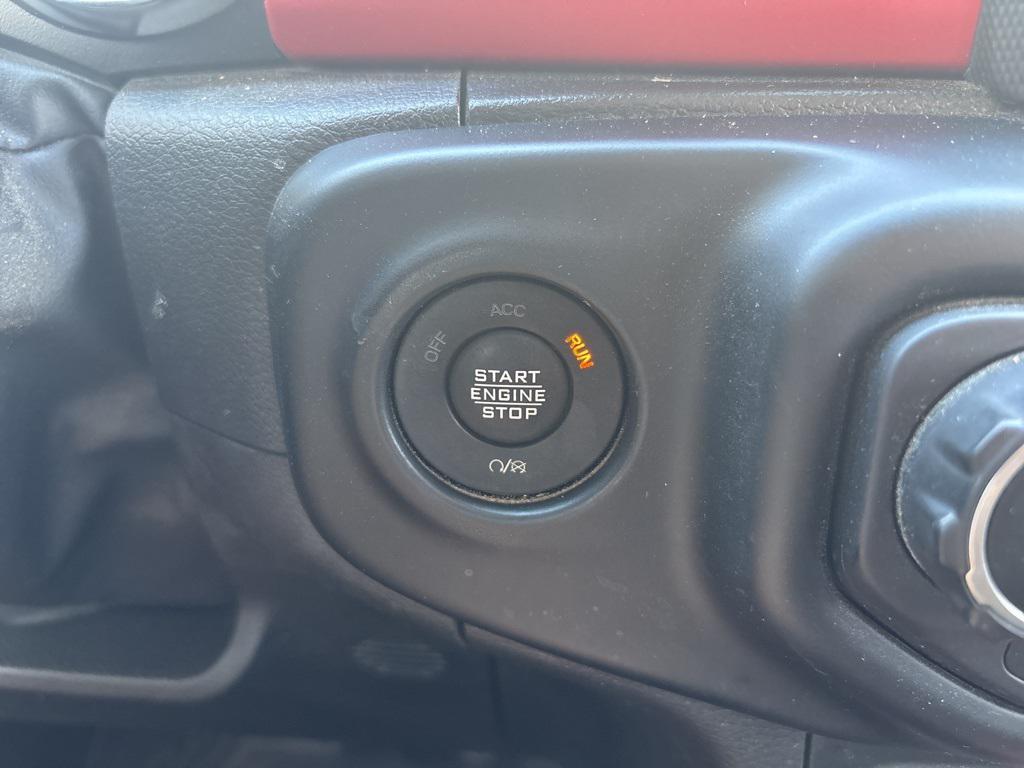 ACC
OFF
RUN
START
ENGINE
STOP